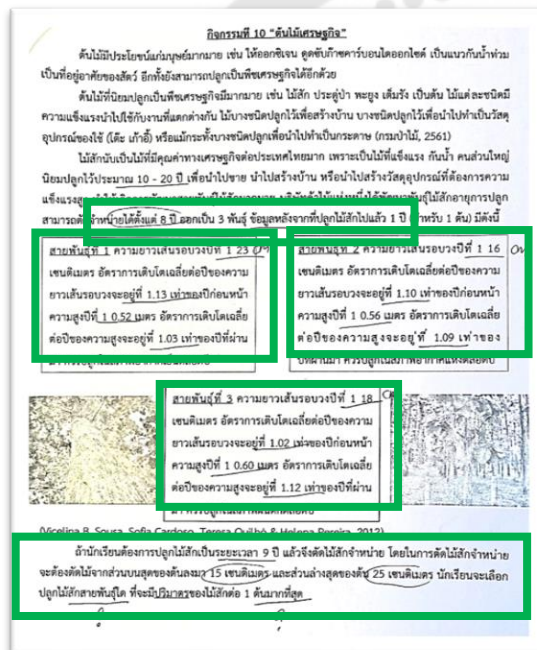 กิจกรรมที่ 10 "ต้นไม้เศรษฐกิจ"
ต้นไม้มีประโยชน์แก่มนุษย์มากมาย เช่น ให้ออกซิเจน ดูดซับก๊าซคาร์บอนไดออกไซด์ เป็นแนวกันน้ำท่วม
เป็นที่อยู่อาศัยของสัตว์ อีกทั้งยังสามารถปลูกเป็นพืชเศรษฐกิจได้อีกด้วย
ต้นไม้ที่นิยมปลูกเป็นพืชเศรษฐกิจมีมากมาย เช่น ไม้สัก ประดู่ป่า พะยูง เต็มรัง เป็นต้น ไม้แต่ละชนิดมี
ความแข็งแรงนำไปใช้กับงานที่แตกต่างกัน ไม้บางชนิดปลูกไว้เพื่อสร้างบ้าน บางชนิดปลูกไว้เพื่อนำไปทำเป็นวัสดุ
อุปกรณ์ของใช้ (โต๊ะ เก้าอี้) หรือแม้กระทั้งบางชนิดปลูกเพื่อนำไปทำเป็นกระดาษ (กรมป่าไม้, 2561)
ไม้สักนับเป็นไม้ที่มีคุณค่าทางเศรษฐกิจต่อประเทศไทยมาก เพราะเป็นไม้ที่แข็งแรง กันน้ำ คนส่วนใหญ่
นิยมปลูกไว้ประมาณ 10 - 20 ปี เพื่อนำไปขาย นำไปสร้างบ้าน หรือนำไปสร้างวัสดุอุปกรณ์ที่ต้องการความ
สามารถตัดจำหน่ายได้ตั้งแต่ 8 ปี ออกเป็น 3 พันธุ์ ข้อมูลหลังจากที่ปลูกไม้สักไปแล้ว 1 ปี (สำหรับ 1 ต้น) มีดังนี้
สายพันธุ์ที่ 1 ความยาวเส้นรอบวงปีที่ 1 23
เซนติเมตร อัตราการเติบโตเฉลี่ยต่อปีของความ
ยาวเส้นรอบวงจะอยู่ที่ 1.13 เท่าของปีก่อนหน้า
ความสูงปีที่ 1 0.52 เมตร อัตราการเติบโตเฉลี่ย
ต่อปีของความสูงจะอยู่ที่ 1.03 เท่าของปีที่ผ่าน
สายพันธุ์ที่ 2 ความยาวเส้นรอบวงปีที่ 1 16
เซนติเมตร อัตราการเติบโตเฉลี่ยต่อปีของความ
ยาวเส้นรอบวงจะอยู่ที่ 1.10 เท่าของปีก่อนหน้า
ความสูงปีที่ 1 0.56 เมตร อัตราการเติบโตเฉลี่ย
ต่อปีของความสูงจะอยู่ที่ 1.09 เท่าของ
ปีที่ผ่านมา ควรปลูกในสภาพอากาศแห้งตลอดปี
สายพันธุ์ที่ 3 ความยาวเส้นรอบวงปีที่ 1 18
เซนติเมตร อัตราการเติบโตเฉลี่ยต่อปีของความ
ยาวเส้นรอบวงจะอยู่ที่ 1.02 เท่าของปีก่อนหน้า
ความสูงปีที่ 1 0.60 เมตร อัตราการเติบโตเฉลี่ย
ต่อปีของความสูงจะอยู่ที่ 1.12 เท่าของปีที่ผ่าน
(Vicelina B. Sousa, Sofia Cardoso, Teresa Quilhó & Helena Pereira, 2012)
ถ้านักเรียนต้องการปลูกไม้สักเป็นระยะเวลา 9 ปี แล้วจึงตัดไม้สักจำหน่าย โดยในการตัดไม้สักจำหน่าย
จะต้องตัดไม้จากส่วนบนสุดของต้นลงมา 15 เซนติเมตร และส่วนล่างสุดของต้น 25 เซนติเมตร นักเรียนจะเลือก
ปลูกไม้สักสายพันธุ์ใด ที่จะมีปริมาตรของไม้สักต่อ 1 ต้นมากที่สุด